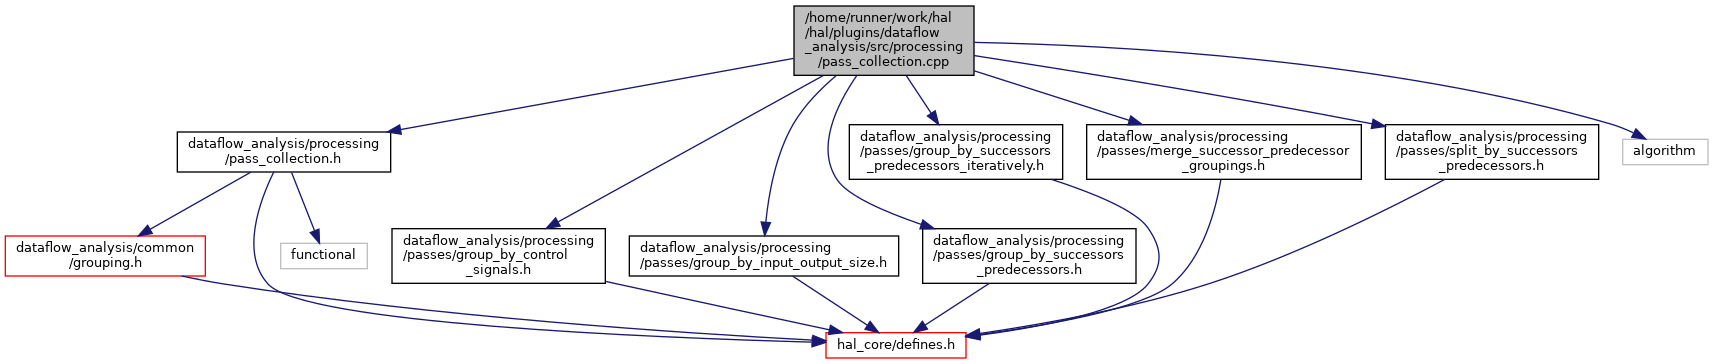 /home/runner/work/hal
/hal/plugins/dataflow
_analysis/src/processing
/pass_collection.cpp
dataflow_analysis/processing
/pass_collection.h
dataflow_analysis/processing
/passes/group_by_successors
_predecessors_iteratively.h
dataflow_analysis/processing
/passes/merge_successor_predecessor
_groupings.h
dataflow_analysis/processing
/passes/split_by_successors
_predecessors.h
algorithm
dataflow_analysis/common
/grouping.h
functional
dataflow_analysis/processing
/passes/group_by_control
_signals.h
dataflow_analysis/processing
/passes/group_by_input_output_size.h
dataflow_analysis/processing
/passes/group_by_successors
_predecessors.h
hal_core/defines.h